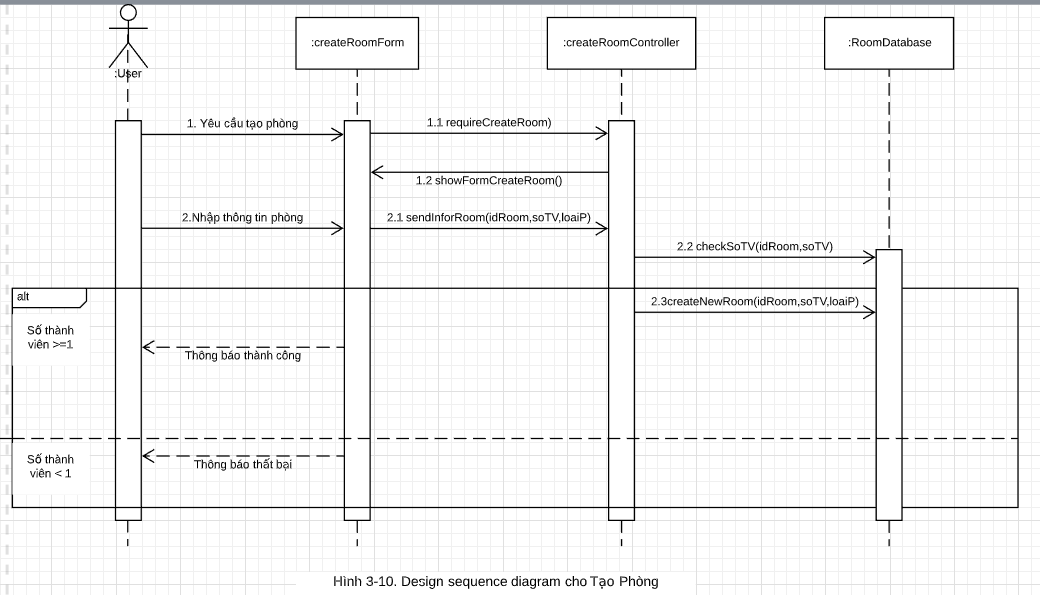 :User
:createRoomForm
:createRoomController
:RoomDatabase
1. Yêu cầu tạo phòng
1.1 requireCreateRoom)
1.2 showFormCreateRoom()
2.Nhập thông tin phòng
2.1 sendInforRoom(idRoom,soTV,loaiP)
2.2 checkSoTV(idRoom,soTV)
alt
2.3createNewRoom(idRoom,soTV,loaiP)
Số thành
viên >=1
Thông báo thành công
Số thành
viên < 1
Thông báo thất bại
Hình 3-10. Design sequence diagram cho Tạo Phòng